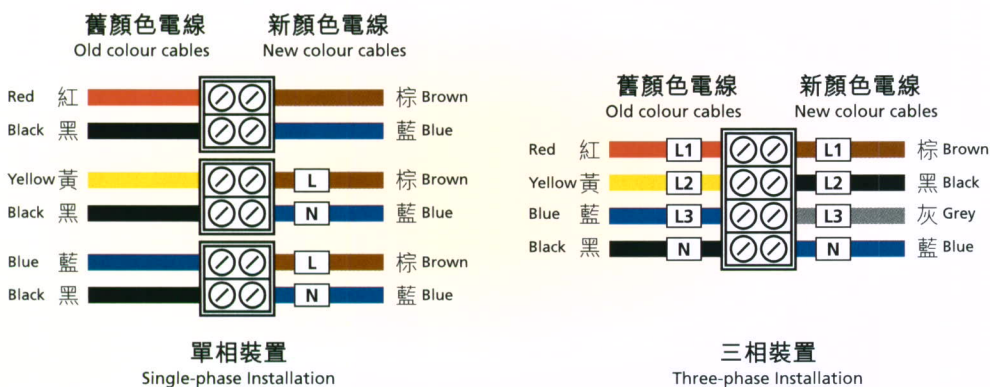 舊顏色電線 新顏色電線
Old colour cables New colour cables
Red 紅 棕 Brown
Black 黑 藍 Blue
Yellow 黃 L 棕 Brown
Black 黑 N 藍 Blue
Blue 藍 L 棕 Brown
Black 黑 N 藍 Blue
單相裝置
Single-phase Installation
舊顏色電線 新顏色電線
Old colour cables New colour cables
Red 紅 L1 L1 棕 Brown
Yellow 黃 L2 L2 黑 Black
Blue 藍 L3 L3 灰 Grey
Black 黑 N N 藍 Blue
三相裝置
Three-phase Installation